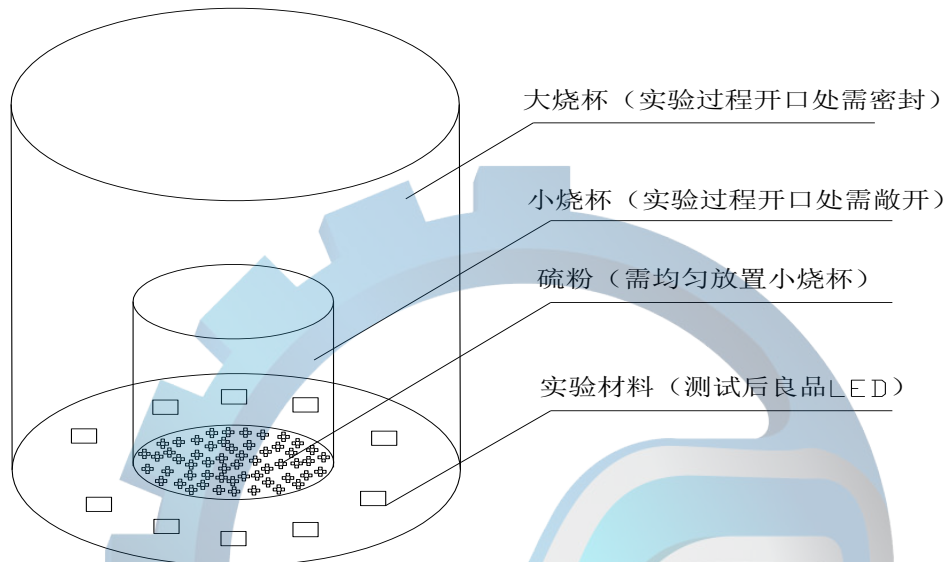 大烧杯（实验过程开口处需密封）
小烧杯（实验过程开口处需敞开）
硫粉（需均匀放置小烧杯）
实验材料（测试后良品LED）